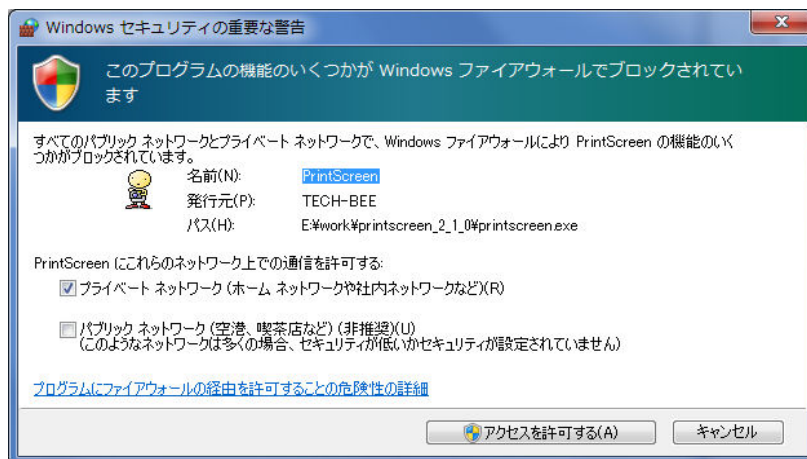 Windows セキュリティの重要な警告
このプログラムの機能のいくつかが Windows ファイアウォールでブロックされてい
ます
すべてのパブリック ネットワークとプライベート ネットワークで、Windows ファイアウォールにより PrintScreen の機能のいく
つかがブロックされています。
名前(N): PrintScreen
発行元(P): TECH-BEE
パス(H): E:¥work¥printscreen_2_1_0¥printscreen.exe
PrintScreen にこれらのネットワーク上での通信を許可する:
プライベート ネットワーク (ホーム ネットワークや社内ネットワークなど)(R)
パブリック ネットワーク (空港、喫茶店など) (非推奨)(U)
(このようなネットワークは多くの場合、セキュリティが低いかセキュリティが設定されていません)
プログラムにファイアウォールの経由を許可することの危険性の詳細
アクセスを許可する(A) キャンセル